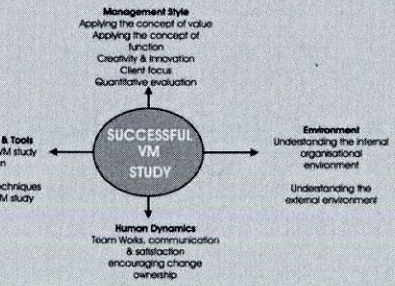 Management Style
Applying the concept of value
Applying the concept of
function
Creativity & Innovation
Client focus
Quantitative evaluation
& Tools
VM study
SUCCESSFUL
VM
STUDY
Environment
Understanding the internal
organisational
environment
Understanding the
external environment
VM study
Human Dynamics
Team Works, communication
& satisfaction
encouraging change
ownership